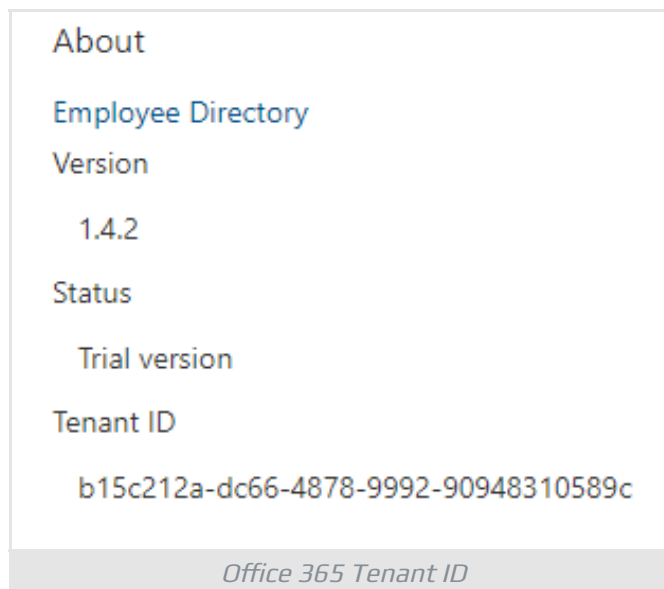 About
Employee Directory
Version
1.4.2
Status
Trial version
Tenant ID
b15c212a-dc66-4878-9992-90948310589c
Office 365 Tenant ID